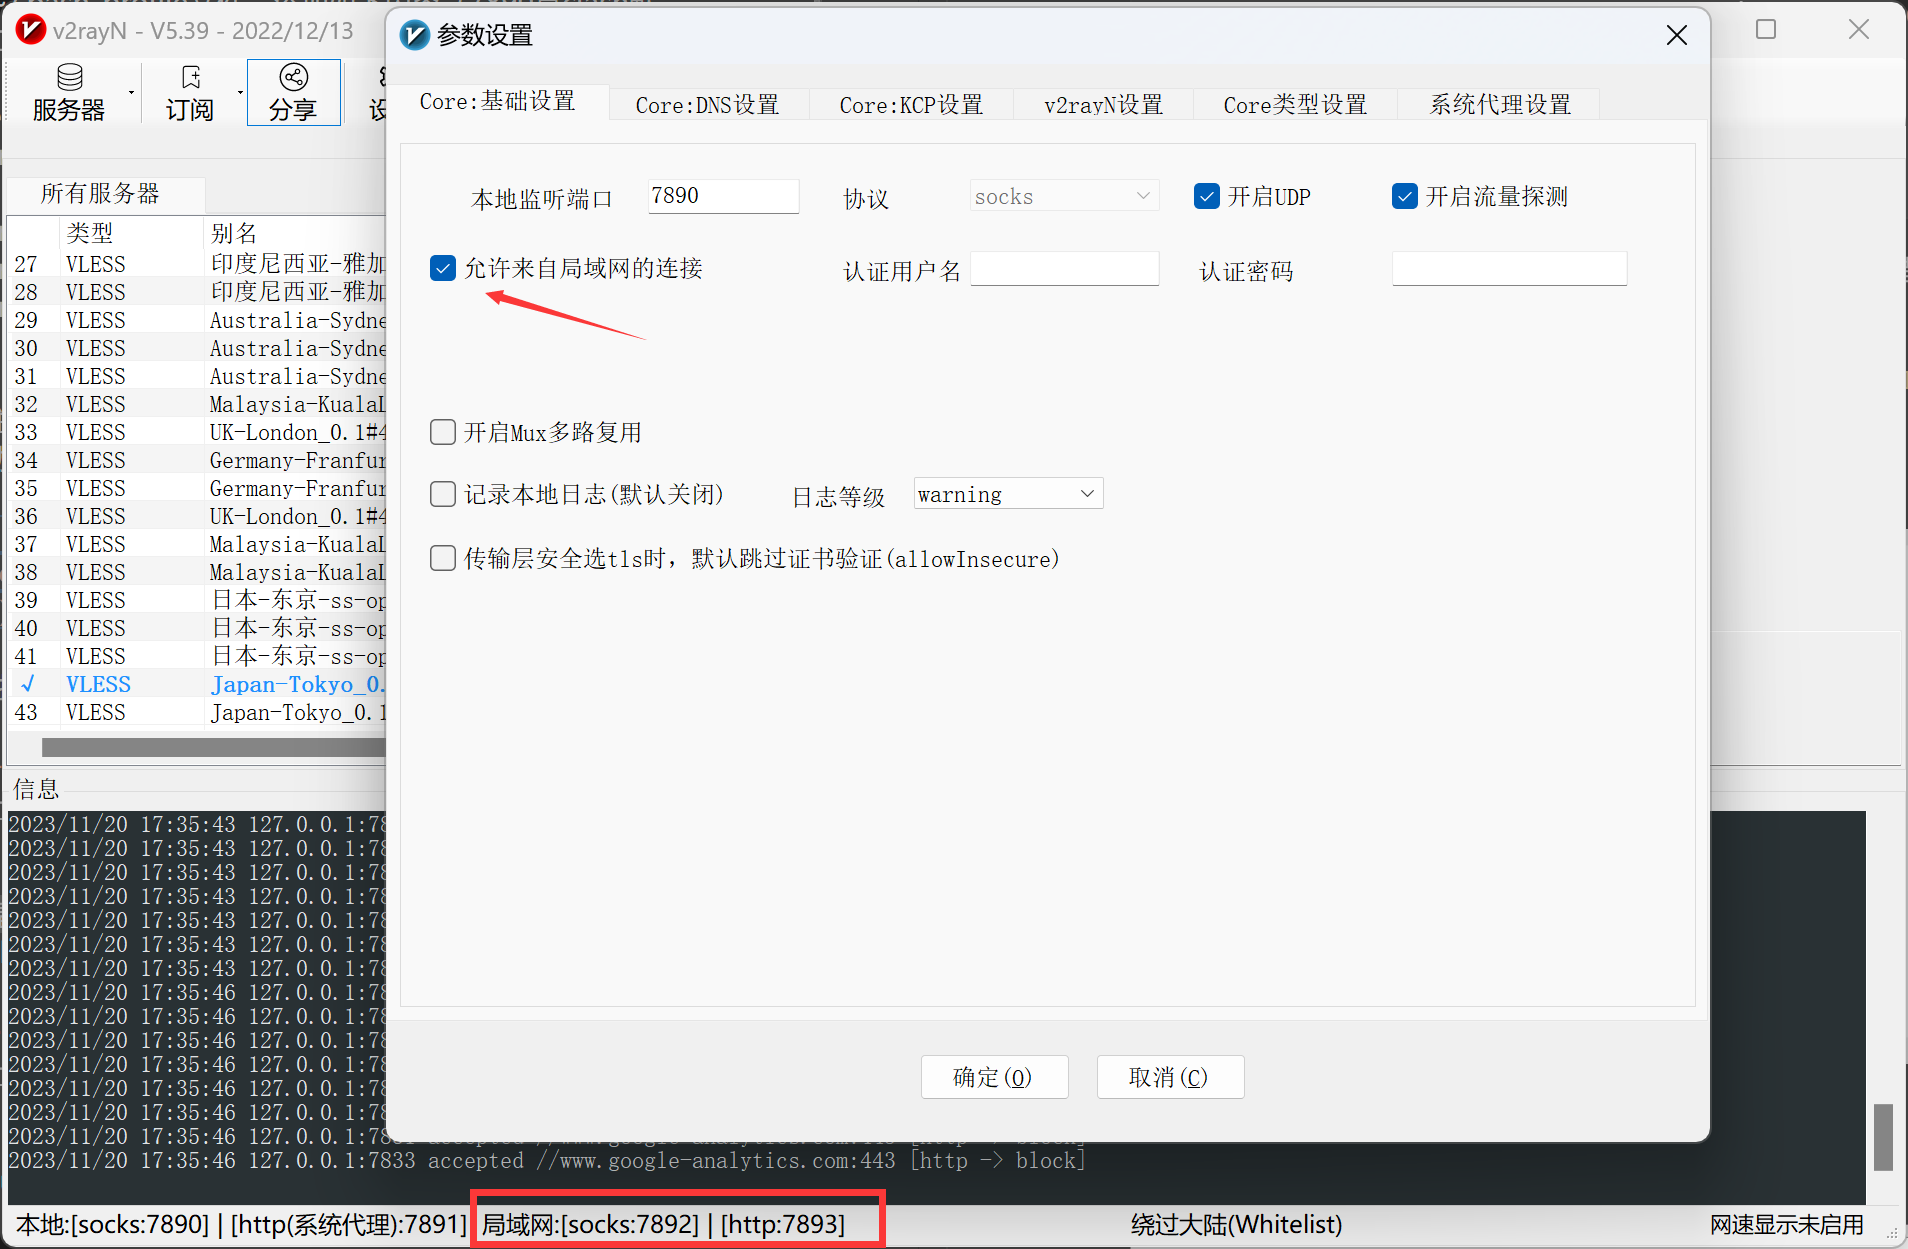 v2rayN - V5.39 - 2022/12/13
服务器
订阅
分享
参数设置
Core:基础设置
Core:DNS设置
Core:KCP设置
v2rayN设置
Core类型设置
系统代理设置
本地监听端口 7890 协议 socks 开启UDP 开启流量探测
允许来自局域网的连接 认证用户名 认证密码
开启Mux多路复用
记录本地日志(默认关闭) 日志等级 warning
传输层安全选tls时，默认跳过证书验证(allowInsecure)
确定(O) 取消(C)
所有服务器
类型 别名
27 VLESS 印度尼西亚-雅加
28 VLESS 印度尼西亚-雅加
29 VLESS Australia-Sydne
30 VLESS Australia-Sydne
31 VLESS Australia-Sydne
32 VLESS Malaysia-KualaL
33 VLESS UK-London_0.1#4
34 VLESS Germany-Franfur
35 VLESS Germany-Franfur
36 VLESS UK-London_0.1#4
37 VLESS Malaysia-KualaL
38 VLESS Malaysia-KualaL
39 VLESS 日本-东京-ss-op
40 VLESS 日本-东京-ss-op
41 VLESS 日本-东京-ss-op
√ VLESS Japan-Tokyo_0.
43 VLESS Japan-Tokyo_0.1
信息
2023/11/20 17:35:43 127.0.0.1:78
2023/11/20 17:35:43 127.0.0.1:78
2023/11/20 17:35:43 127.0.0.1:78
2023/11/20 17:35:43 127.0.0.1:78
2023/11/20 17:35:43 127.0.0.1:78
2023/11/20 17:35:43 127.0.0.1:78
2023/11/20 17:35:43 127.0.0.1:78
2023/11/20 17:35:46 127.0.0.1:78
2023/11/20 17:35:46 127.0.0.1:78
2023/11/20 17:35:46 127.0.0.1:78
2023/11/20 17:35:46 127.0.0.1:78
2023/11/20 17:35:46 127.0.0.1:78
2023/11/20 17:35:46 127.0.0.1:78
2023/11/20 17:35:46 127.0.0.1:78
2023/11/20 17:35:46 127.0.0.1:7833 accepted //www.google-analytics.com:443 [http -> block]
本地:[socks:7890] | [http(系统代理):7891] 局域网:[socks:7892] | [http:7893] 绕过大陆(Whitelist) 网速显示未启用